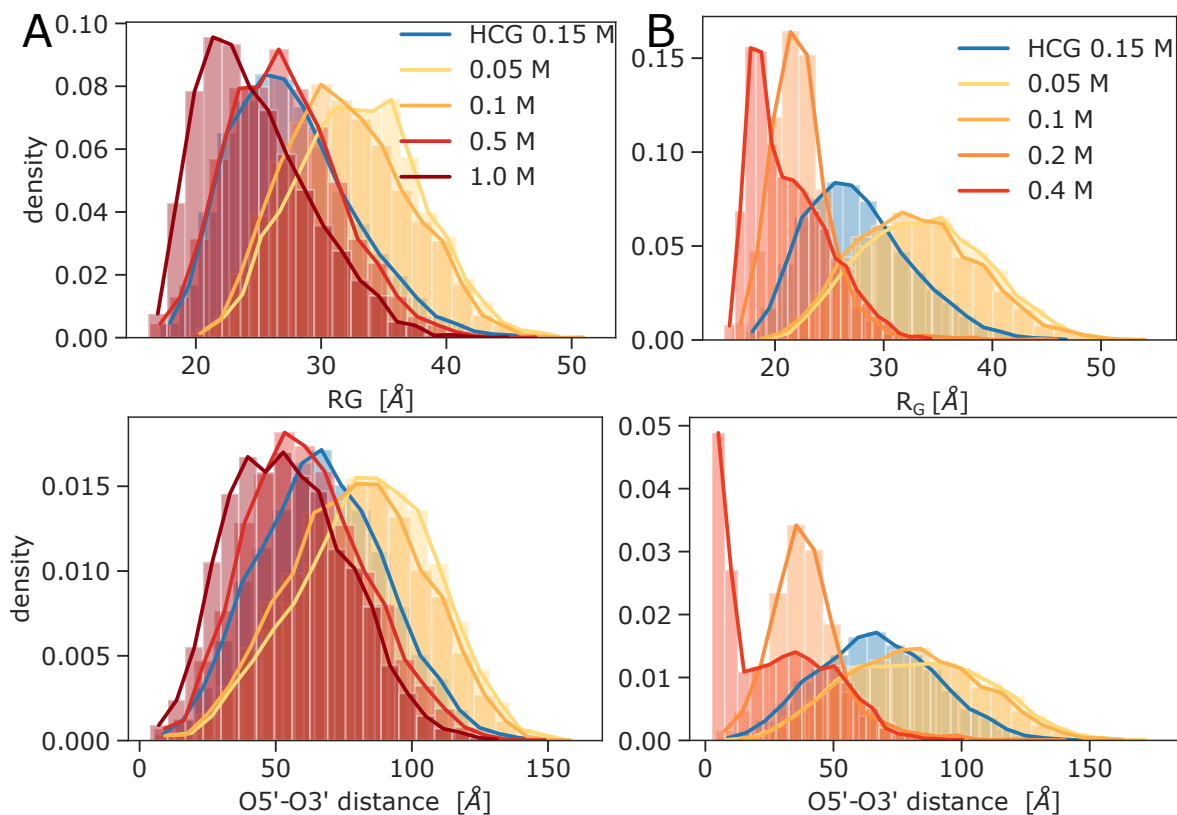 A
0.10
0.08
0.06
0.04
0.02
0.00
density
HCG 0.15 M
0.05 M
0.1 M
0.5 M
1.0 M
20
30
40
50
RG [Å]
B
0.15
0.10
0.05
0.00
HCG 0.15 M
0.05 M
0.1 M
0.2 M
0.4 M
20
30
40
50
R_G [Å]
0.015
0.010
0.005
0.000
density
0
50
100
150
O5'-O3' distance [Å]
0.05
0.04
0.03
0.02
0.01
0.00
0
50
100
150
O5'-O3' distance [Å]